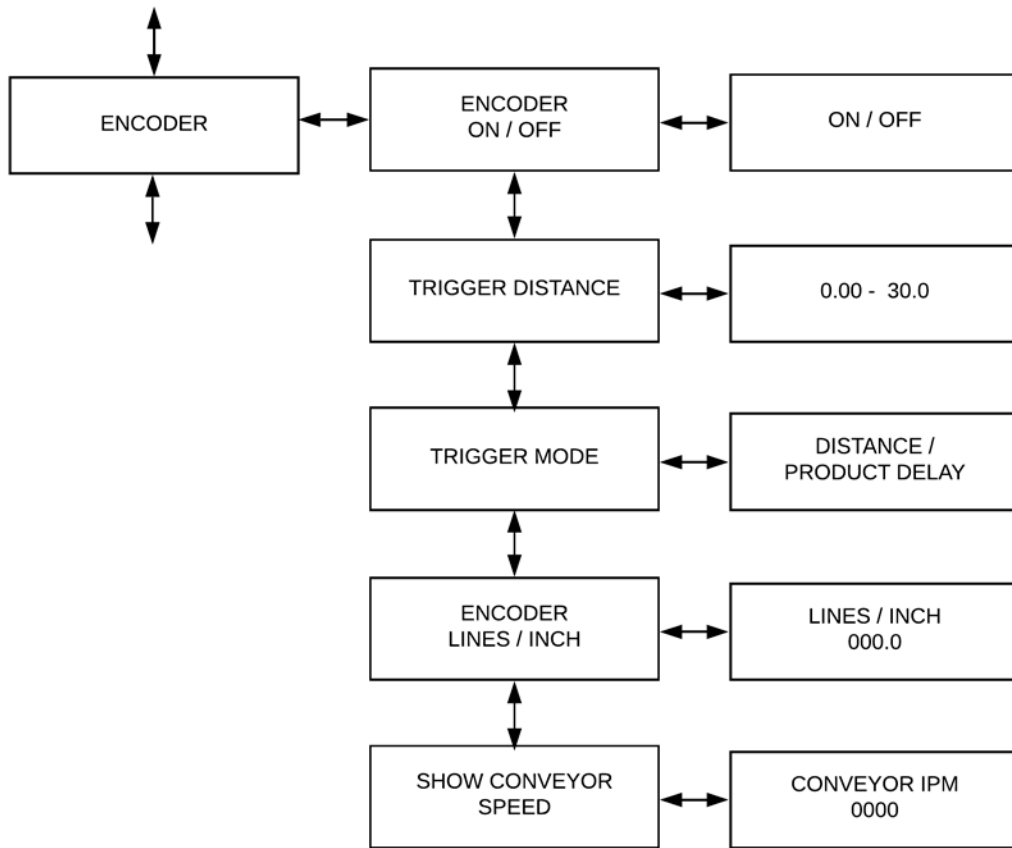 ENCODER
ENCODER
ON / OFF
ON / OFF
TRIGGER DISTANCE
0.00 - 30.0
TRIGGER MODE
DISTANCE /
PRODUCT DELAY
ENCODER
LINES / INCH
LINES / INCH
000.0
SHOW CONVEYOR
SPEED
CONVEYOR IPM
0000